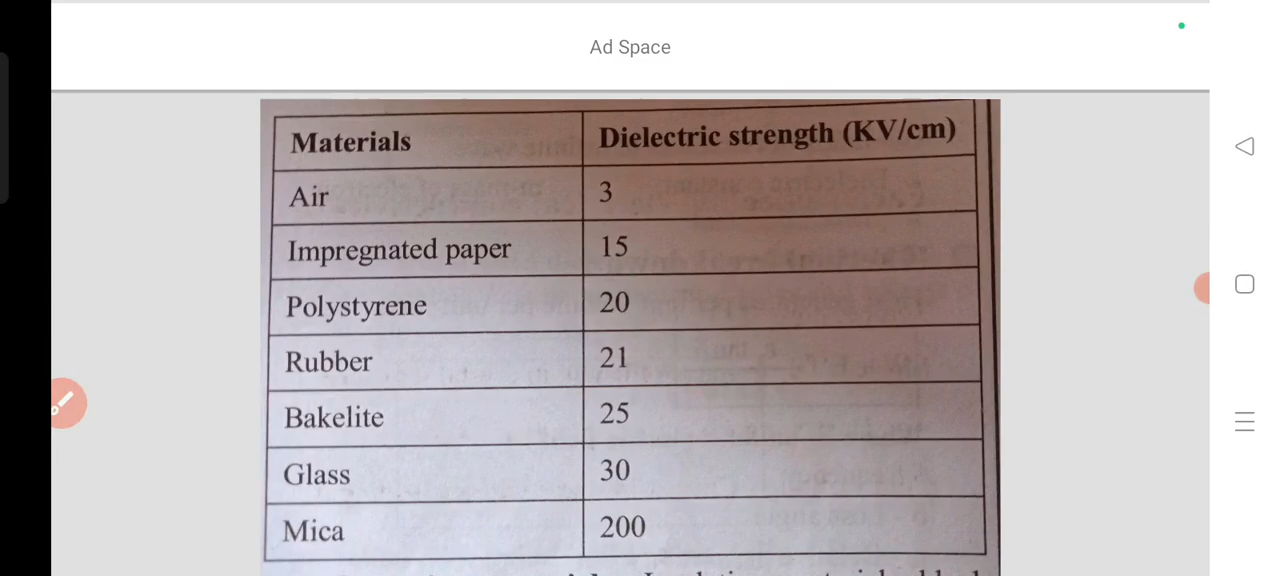 Ad Space
Materials Dielectric strength (KV/cm)
Air 3
Impregnated paper 15
Polystyrene 20
Rubber 21
Bakelite 25
Glass 30
Mica 200